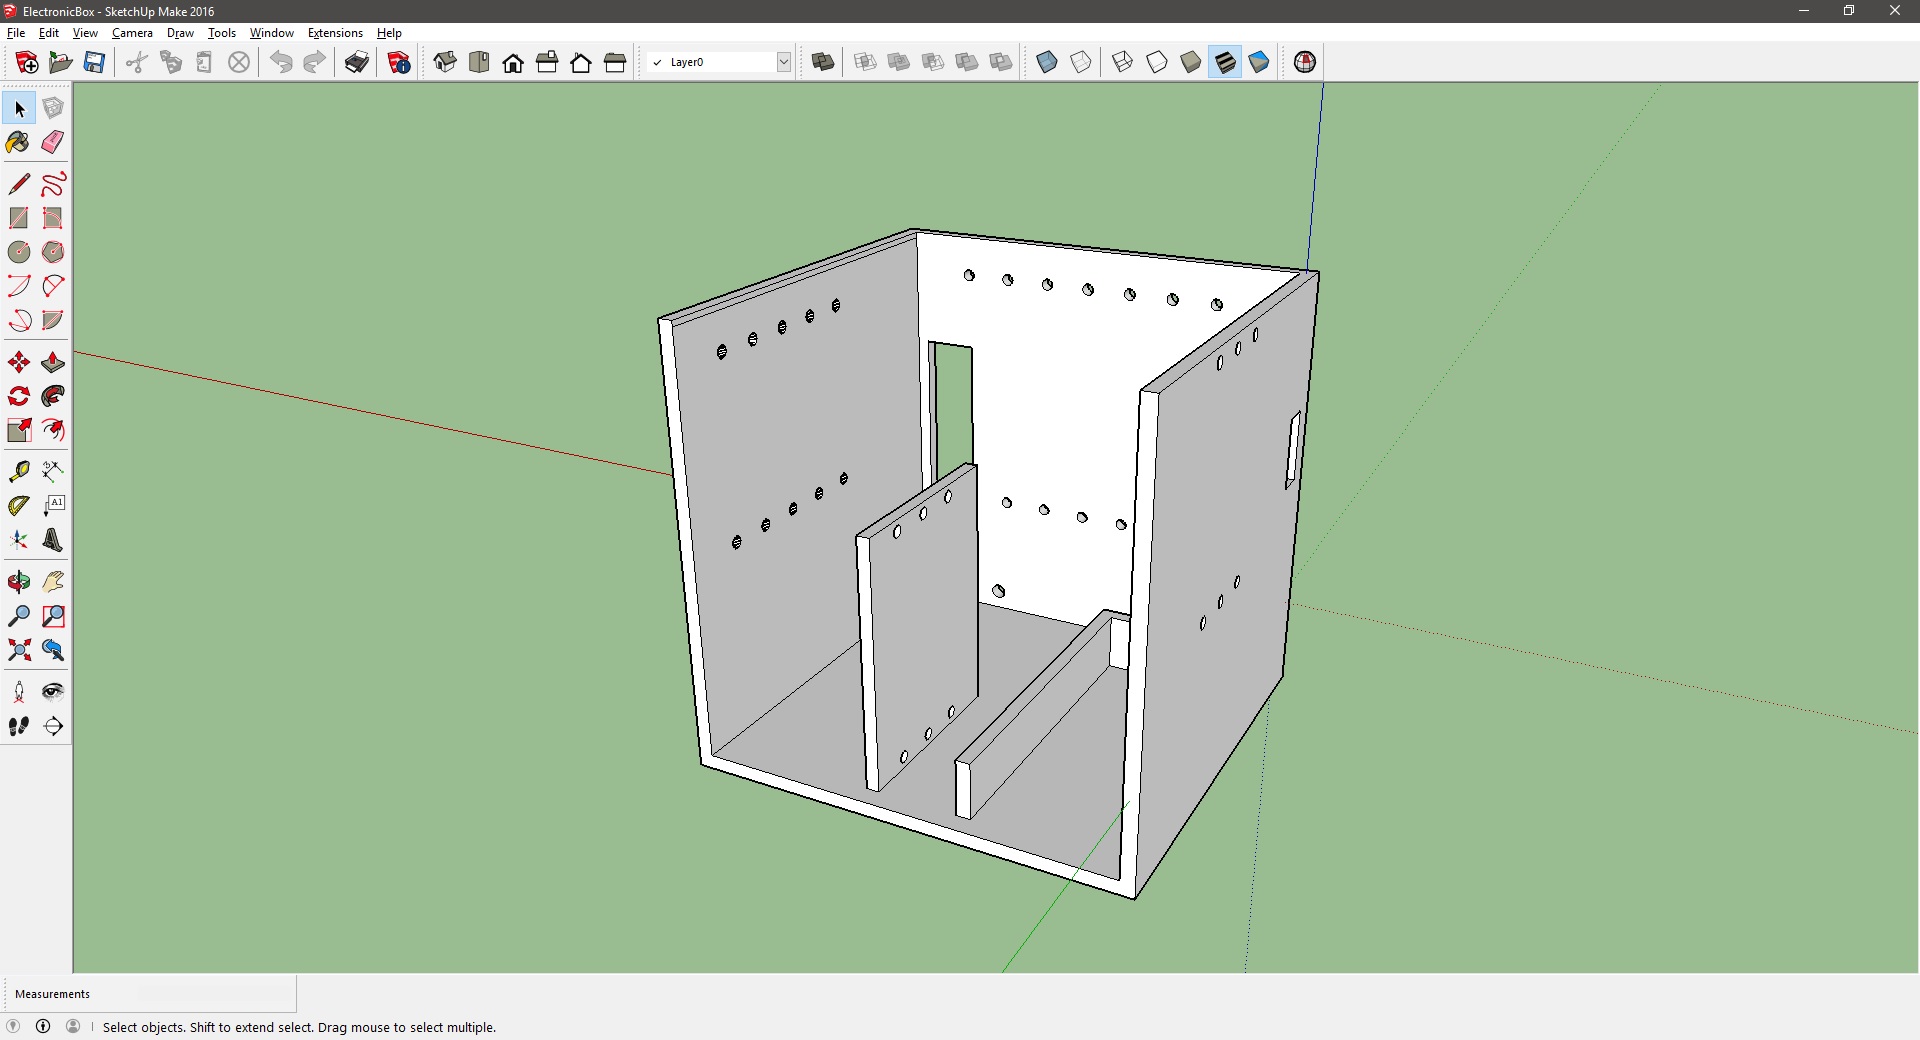 ElectronicBox - SketchUp Make 2016
File Edit View Camera Draw Tools Window Extensions Help
Layer0
A1
Measurements
Select objects. Shift to extend select. Drag mouse to select multiple.